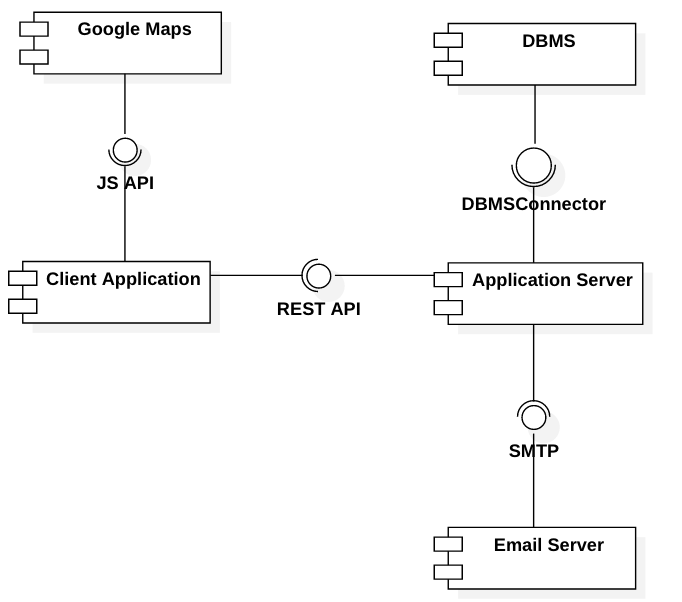 Google Maps
DBMS
JS API
DBMSConnector
Client Application
Application Server
REST API
SMTP
Email Server